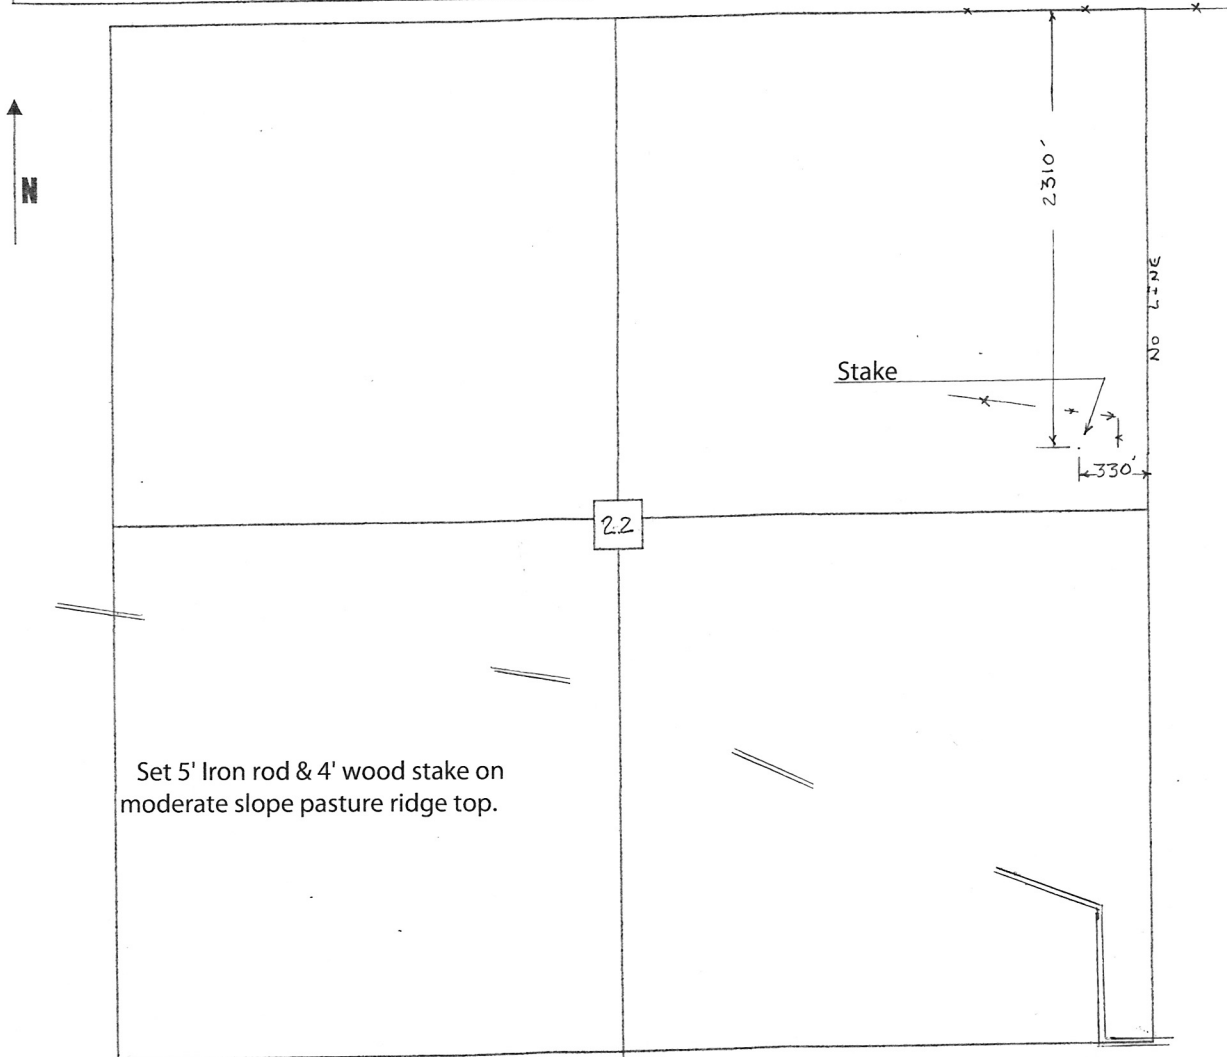 N
2310'
NO LINE
Stake
330'
22
Set 5' Iron rod & 4' wood stake on
moderate slope pasture ridge top.